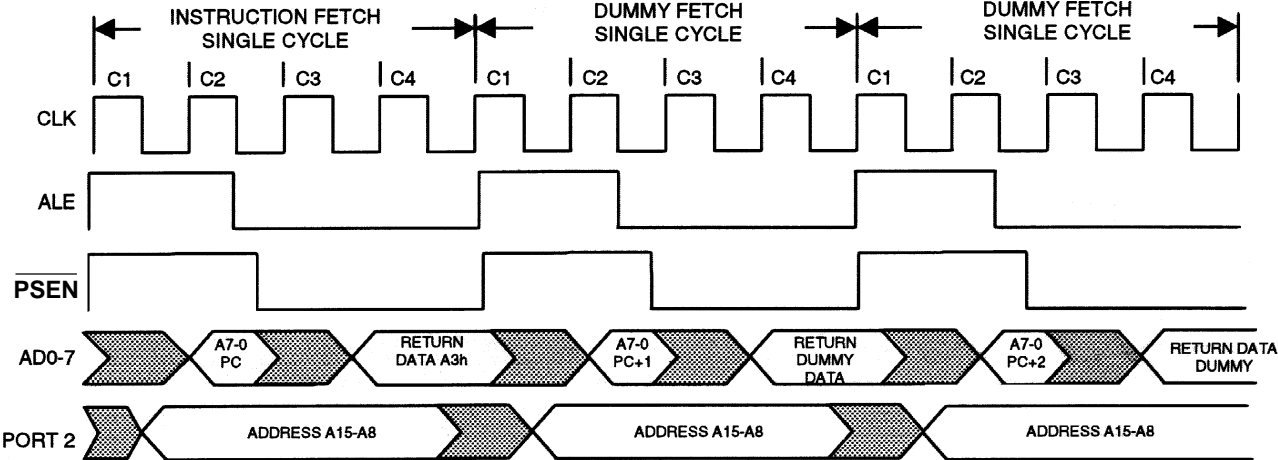 INSTRUCTION FETCH
SINGLE CYCLE
DUMMY FETCH
SINGLE CYCLE
DUMMY FETCH
SINGLE CYCLE
C1 C2 C3 C4 C1 C2 C3 C4 C1 C2 C3 C4
CLK
ALE
PSEN
AD0-7
A7-0
PC
RETURN
DATA A3h
A7-0
PC+1
RETURN
DUMMY
DATA
A7-0
PC+2
RETURN DATA
DUMMY
PORT 2
ADDRESS A15-A8
ADDRESS A15-A8
ADDRESS A15-A8